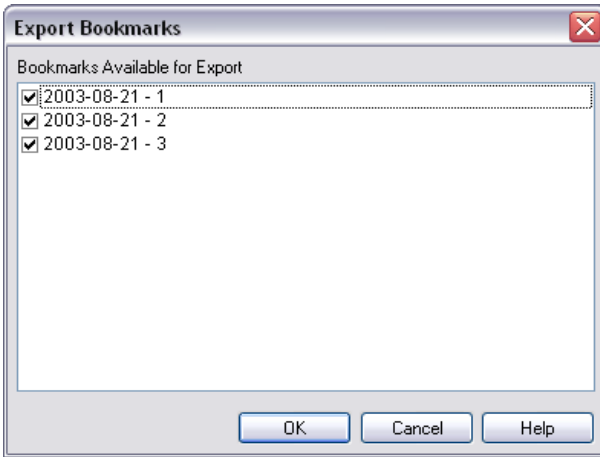 Export Bookmarks
Bookmarks Available for Export
2003-08-21 - 1
2003-08-21 - 2
2003-08-21 - 3
OK Cancel Help